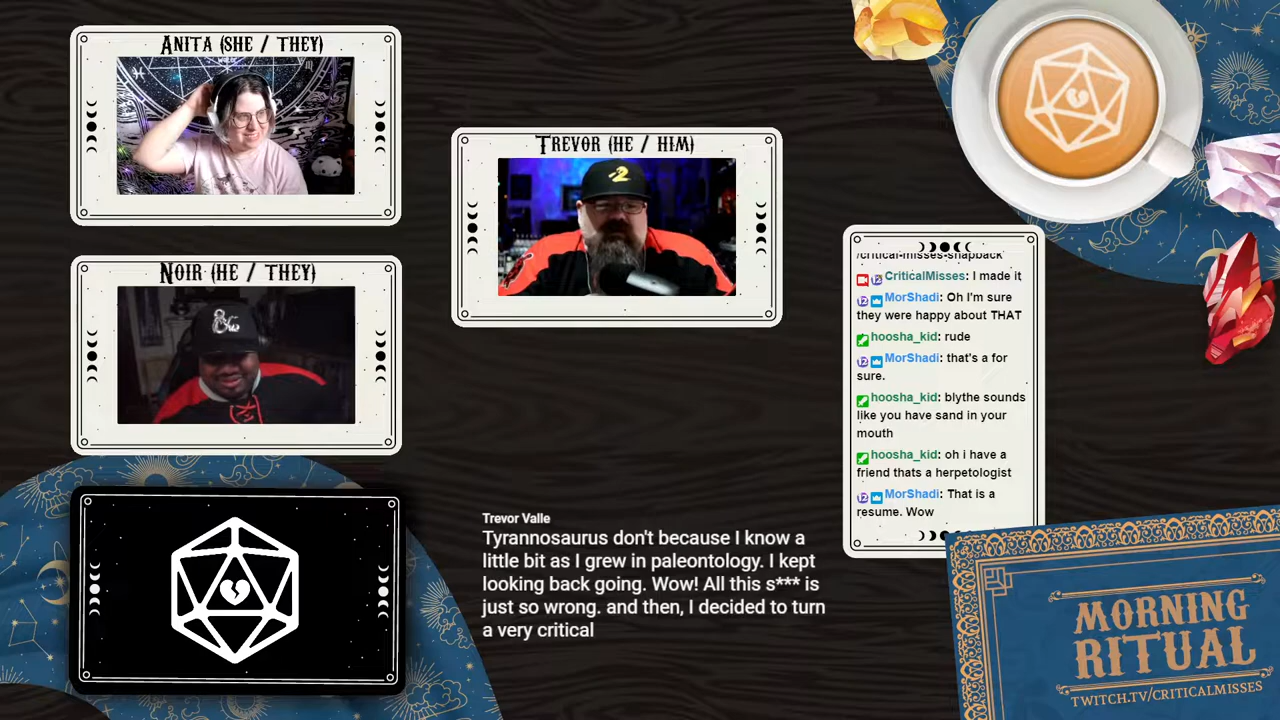 ANITA (SHE / THEY)
TREVOR (HE / HIM)
2
NOIR (HE / THEY)
/critical-misses-snapback
CriticalMisses: I made it
MorShadi: Oh I'm sure
they were happy about THAT
hoosha_kid: rude
MorShadi: that's a for
sure.
hoosha_kid: blythe sounds
like you have sand in your
mouth
hoosha_kid: oh i have a
friend thats a herpetologist
MorShadi: That is a
resume. Wow
Trevor Valle
Tyrannosaurus don't because I know a
little bit as I grew in paleontology. I kept
looking back going. Wow! All this s*** is
just so wrong. and then, I decided to turn
a very critical
MORNING
RITUAL
TWITCH.TV/CRITICALMISSES